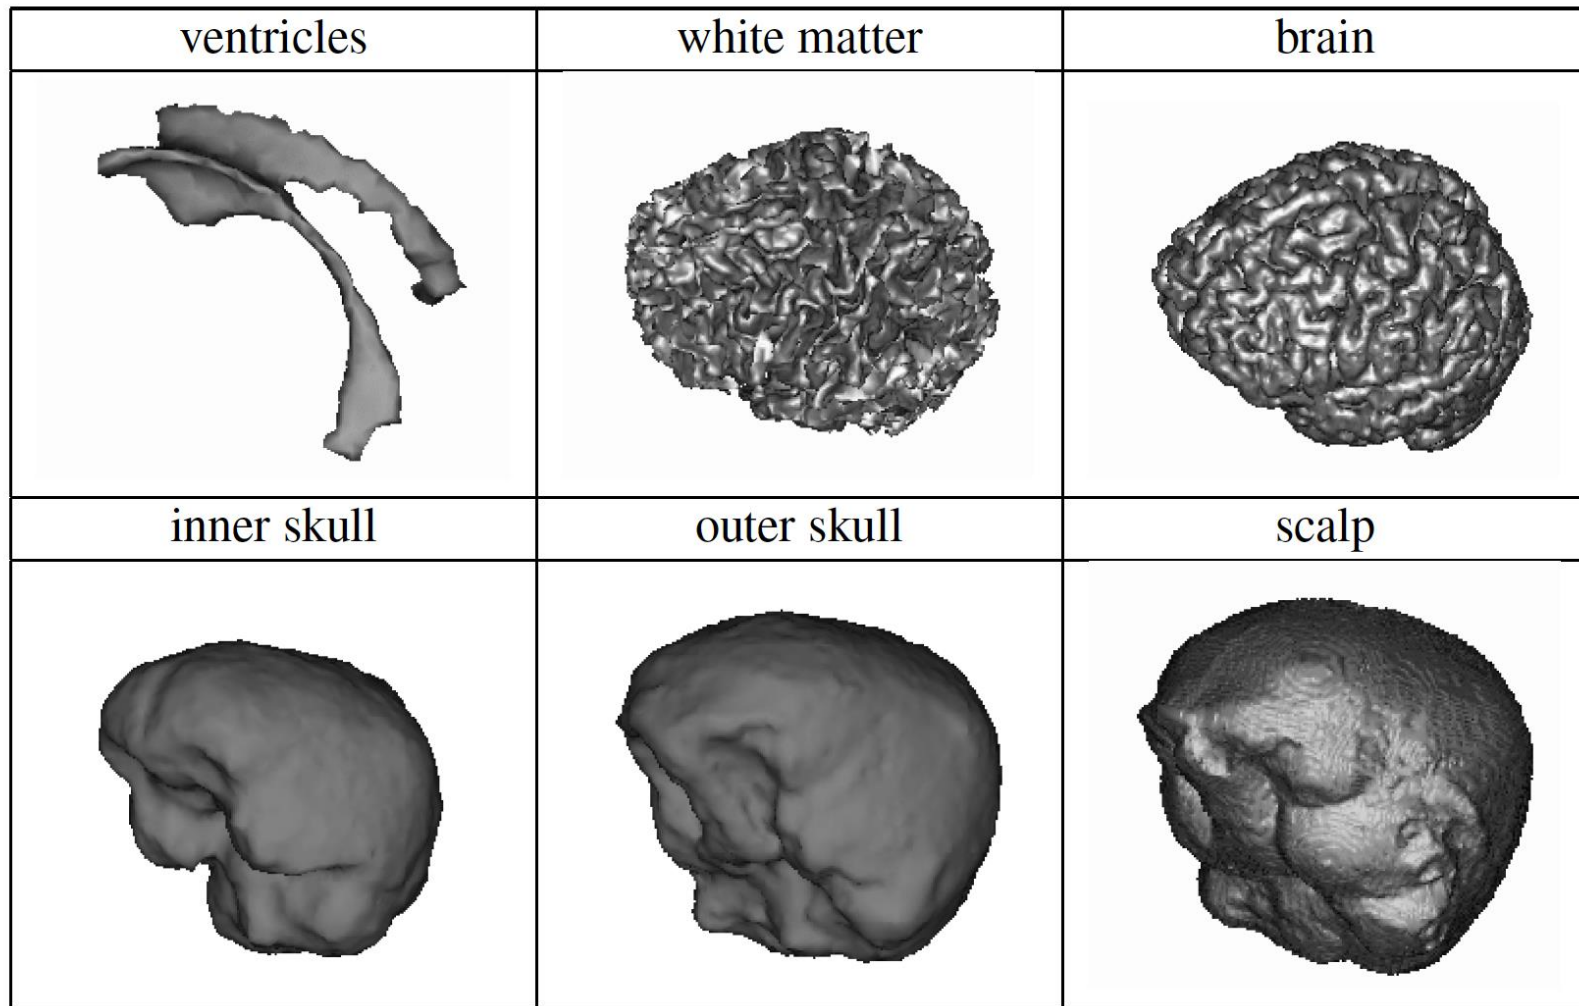 ventricles
white matter
brain
inner skull
outer skull
scalp